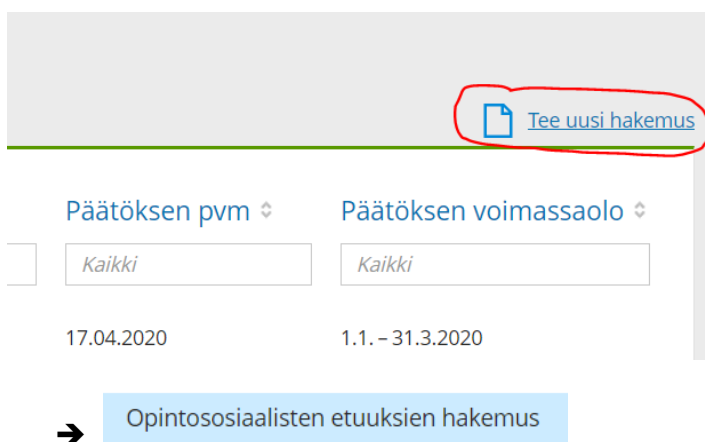 Tee uusi hakemus
Päätöksen pvm Päätöksen voimassaolo
Kaikki Kaikki
17.04.2020 1.1. – 31.3.2020
➔ Opintososiaalisten etuuksien hakemus